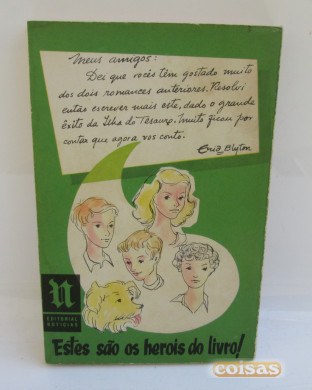 Meus amigos:
Sei que vocês têm gostado muito
dos dois romances anteriores. Resolvi
então escrever mais este, dado o grande
êxito da Ilha do Tesouro. Muito ficou por
contar que agora vos conto.
Enid Blyton
N
EDITORIAL
NOTÍCIAS
Estes são os herois do livro!
coisas